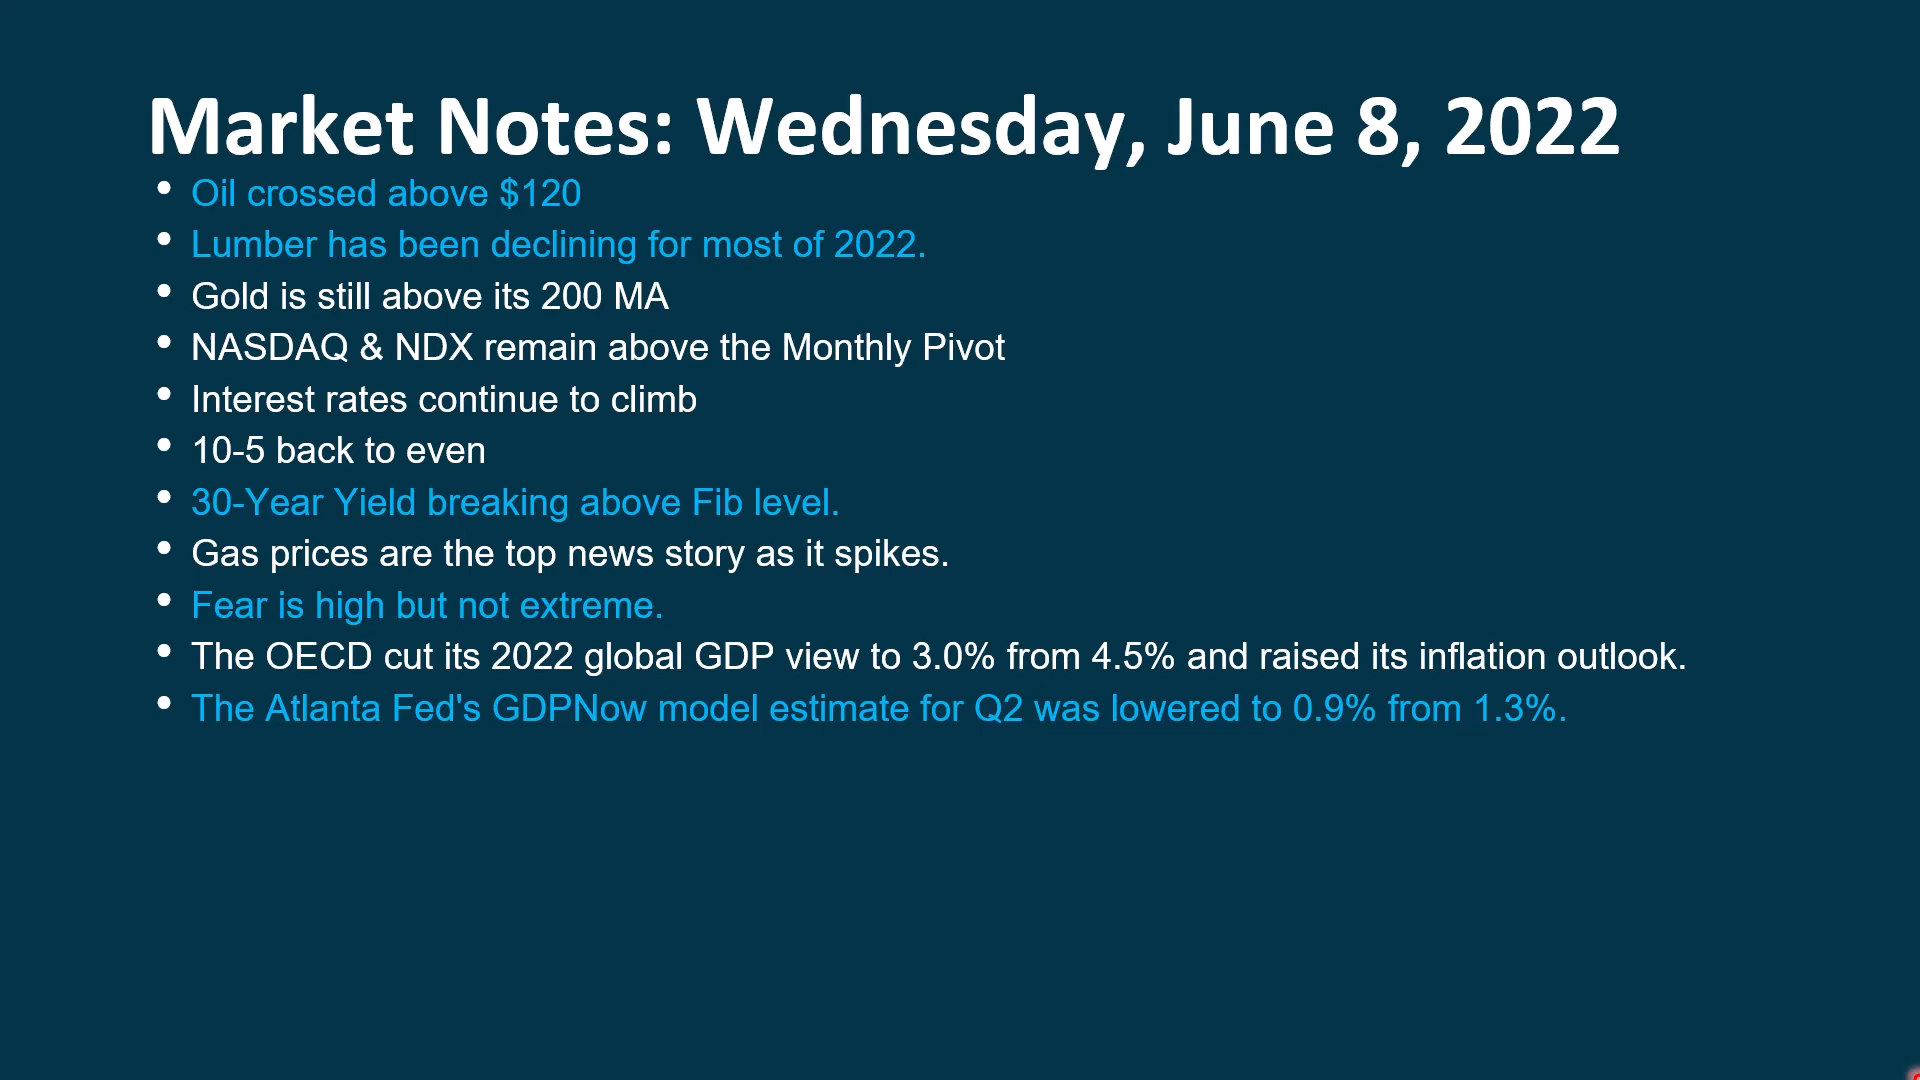 Market Notes: Wednesday, June 8, 2022
• Oil crossed above $120
• Lumber has been declining for most of 2022.
• Gold is still above its 200 MA
• NASDAQ & NDX remain above the Monthly Pivot
• Interest rates continue to climb
• 10-5 back to even
• 30-Year Yield breaking above Fib level.
• Gas prices are the top news story as it spikes.
• Fear is high but not extreme.
• The OECD cut its 2022 global GDP view to 3.0% from 4.5% and raised its inflation outlook.
• The Atlanta Fed's GDPNow model estimate for Q2 was lowered to 0.9% from 1.3%.